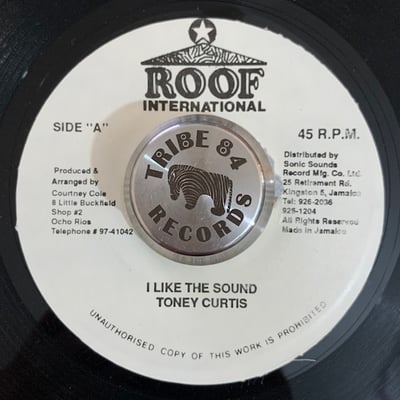 ROOF
INTERNATIONAL
SIDE "A"
45 R.P.M.
Produced &
Arranged by
Courtney Cole
8 Little Buckfield
Shop #2
Ocho Rios
Telephone # 97-41042
TRIBE 84
RECORDS
Distributed by
Sonic Sounds
Record Mfg. Co. Ltd.
25 Retirement Rd.
Kingston 5, Jamaica
Tel: 926-2036
926-1204
All Rights Reserved
Made in Jamaica
I LIKE THE SOUND
TONEY CURTIS
UNAUTHORISED COPY OF THIS WORK IS PROHIBITED